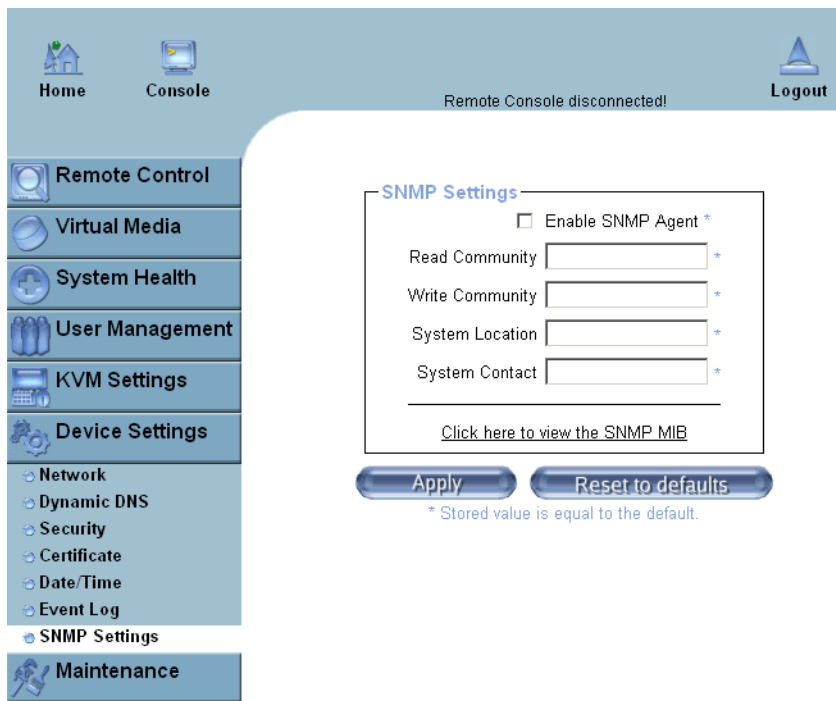 Home
Console
Remote Console disconnected!
Logout
Remote Control
Virtual Media
System Health
User Management
KVM Settings
Device Settings
Network
Dynamic DNS
Security
Certificate
Date/Time
Event Log
SNMP Settings
Maintenance
SNMP Settings
Enable SNMP Agent *
Read Community *
Write Community *
System Location *
System Contact *
Click here to view the SNMP MIB
Apply
Reset to defaults
* Stored value is equal to the default.